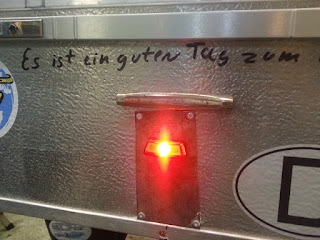 Es ist ein guten Tag zum
D